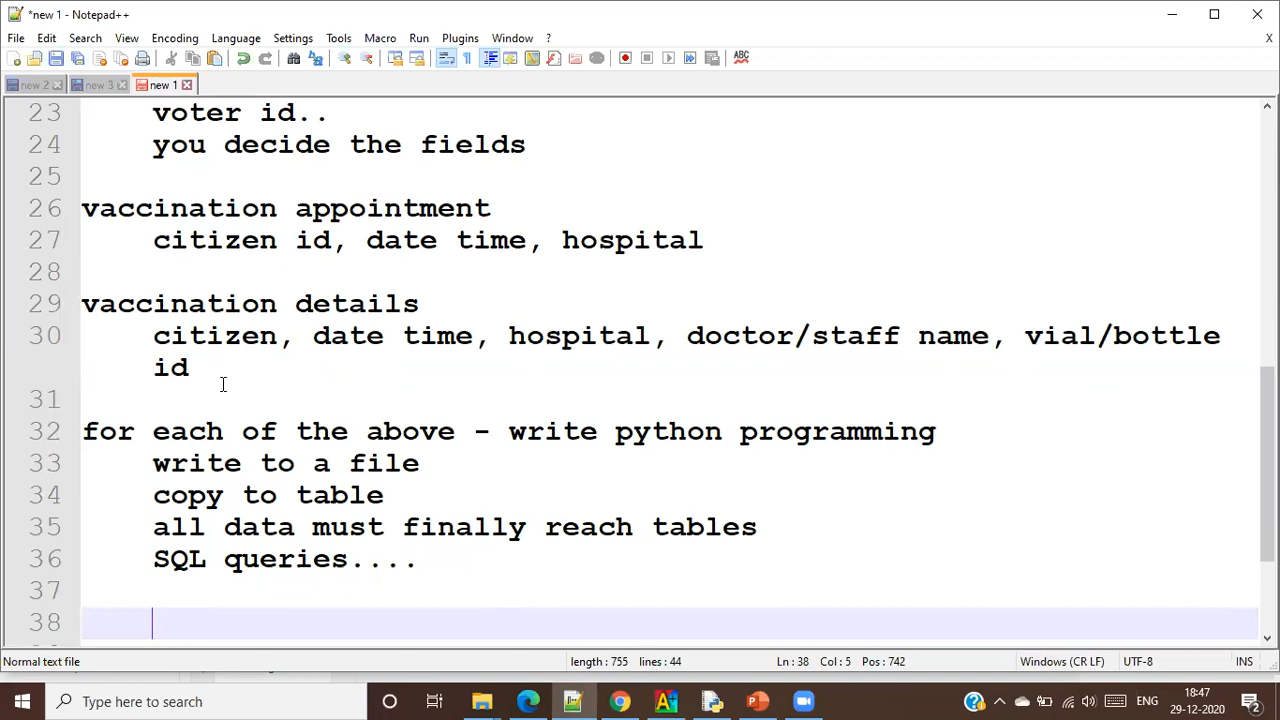 *new 1 - Notepad++
File Edit Search View Encoding Language Settings Tools Macro Run Plugins Window ? X
new 2 new 3 new 1
23 voter id..
24 you decide the fields
25
26 vaccination appointment
27 citizen id, date time, hospital
28
29 vaccination details
30 citizen, date time, hospital, doctor/staff name, vial/bottle
id
31
32 for each of the above - write python programming
33 write to a file
34 copy to table
35 all data must finally reach tables
36 SQL queries....
37
38
Normal text file length : 755 lines : 44 Ln : 38 Col : 5 Pos : 742 Windows (CR LF) UTF-8 INS
Type here to search ENG 18:47
29-12-2020 2